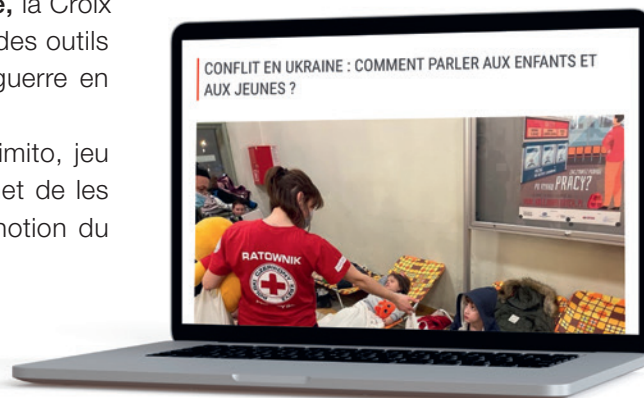 e, la Croix
des outils
guerre en
imito, jeu
et de les
notion du
CONFLIT EN UKRAINE : COMMENT PARLER AUX ENFANTS ET
AUX JEUNES ?
PRACY?
RATOWNIK